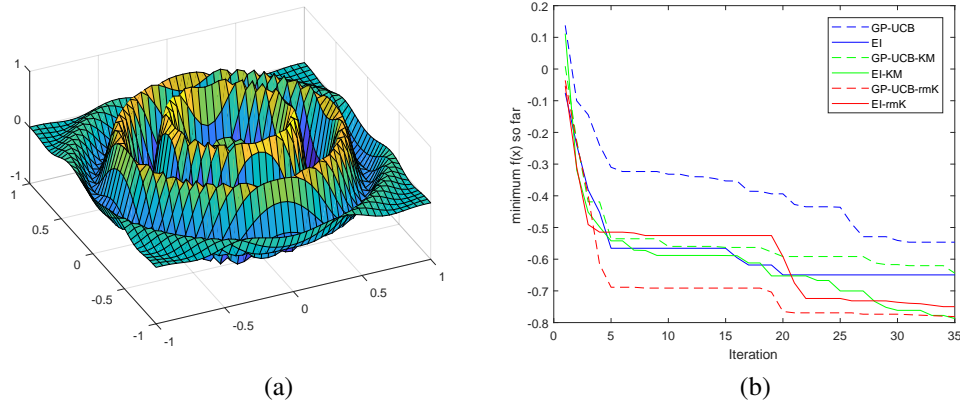 1
0
-1
1
0.5
0
-0.5
-1
-1
-0.5
0
0.5
1
(a)
0.2
0.1
0
-0.1
-0.2
-0.3
-0.4
-0.5
-0.6
-0.7
-0.8
minimum f(x) so far
0 5 10 15 20 25 30 35
Iteration
GP-UCB
EI
GP-UCB-KM
EI-KM
GP-UCB-rmK
EI-rmK
(b)